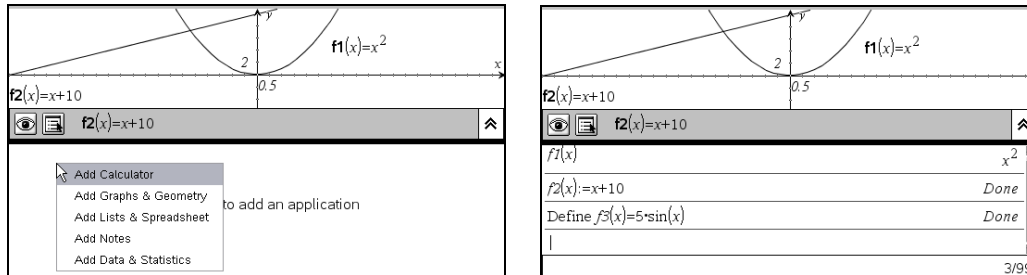 y
f1(x)=x²
2
x
0.5
f2(x)=x+10
f2(x)=x+10
Add Calculator
Add Graphs & Geometry
to add an application
Add Lists & Spreadsheet
Add Notes
Add Data & Statistics
y
f1(x)=x²
2
0.5
f2(x)=x+10
f2(x)=x+10
f1(x) x²
f2(x):=x+10 Done
Define f3(x)=5·sin(x) Done
3/99